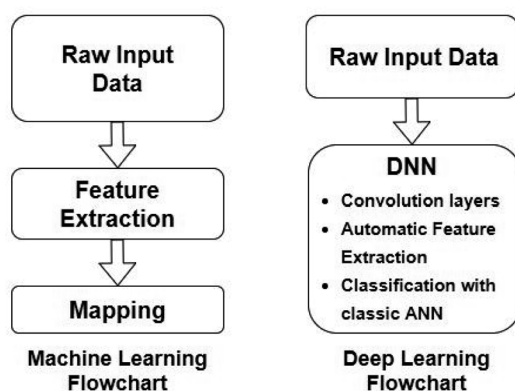 Raw Input
Data
Feature
Extraction
Mapping
Machine Learning
Flowchart
Raw Input Data
DNN
• Convolution layers
• Automatic Feature
Extraction
• Classification with
classic ANN
Deep Learning
Flowchart